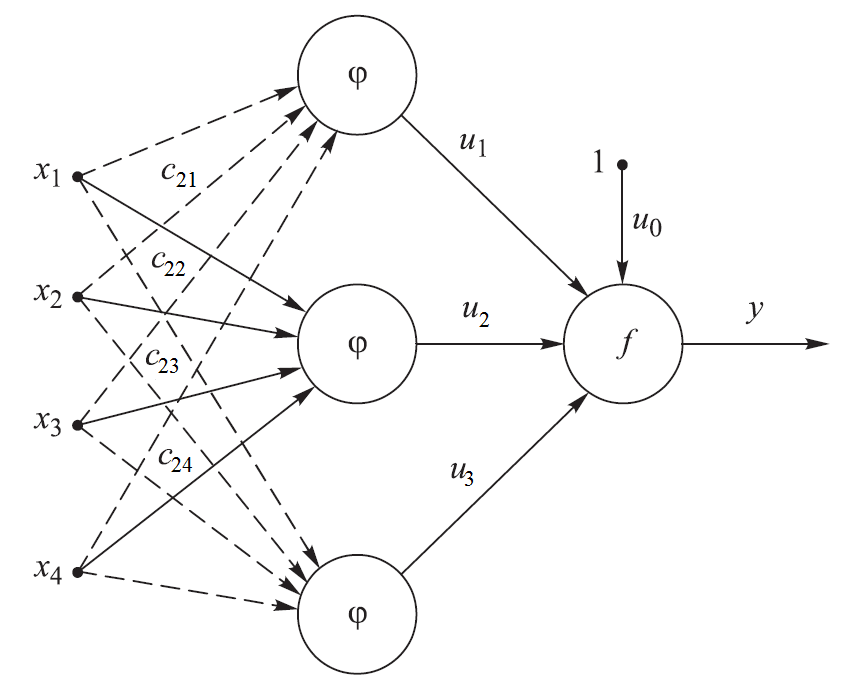 φ
u₁
x₁
c₂₁
1
u₀
c₂₂
x₂
φ
u₂
f
y
c₂₃
x₃
c₂₄
u₃
x₄
φ